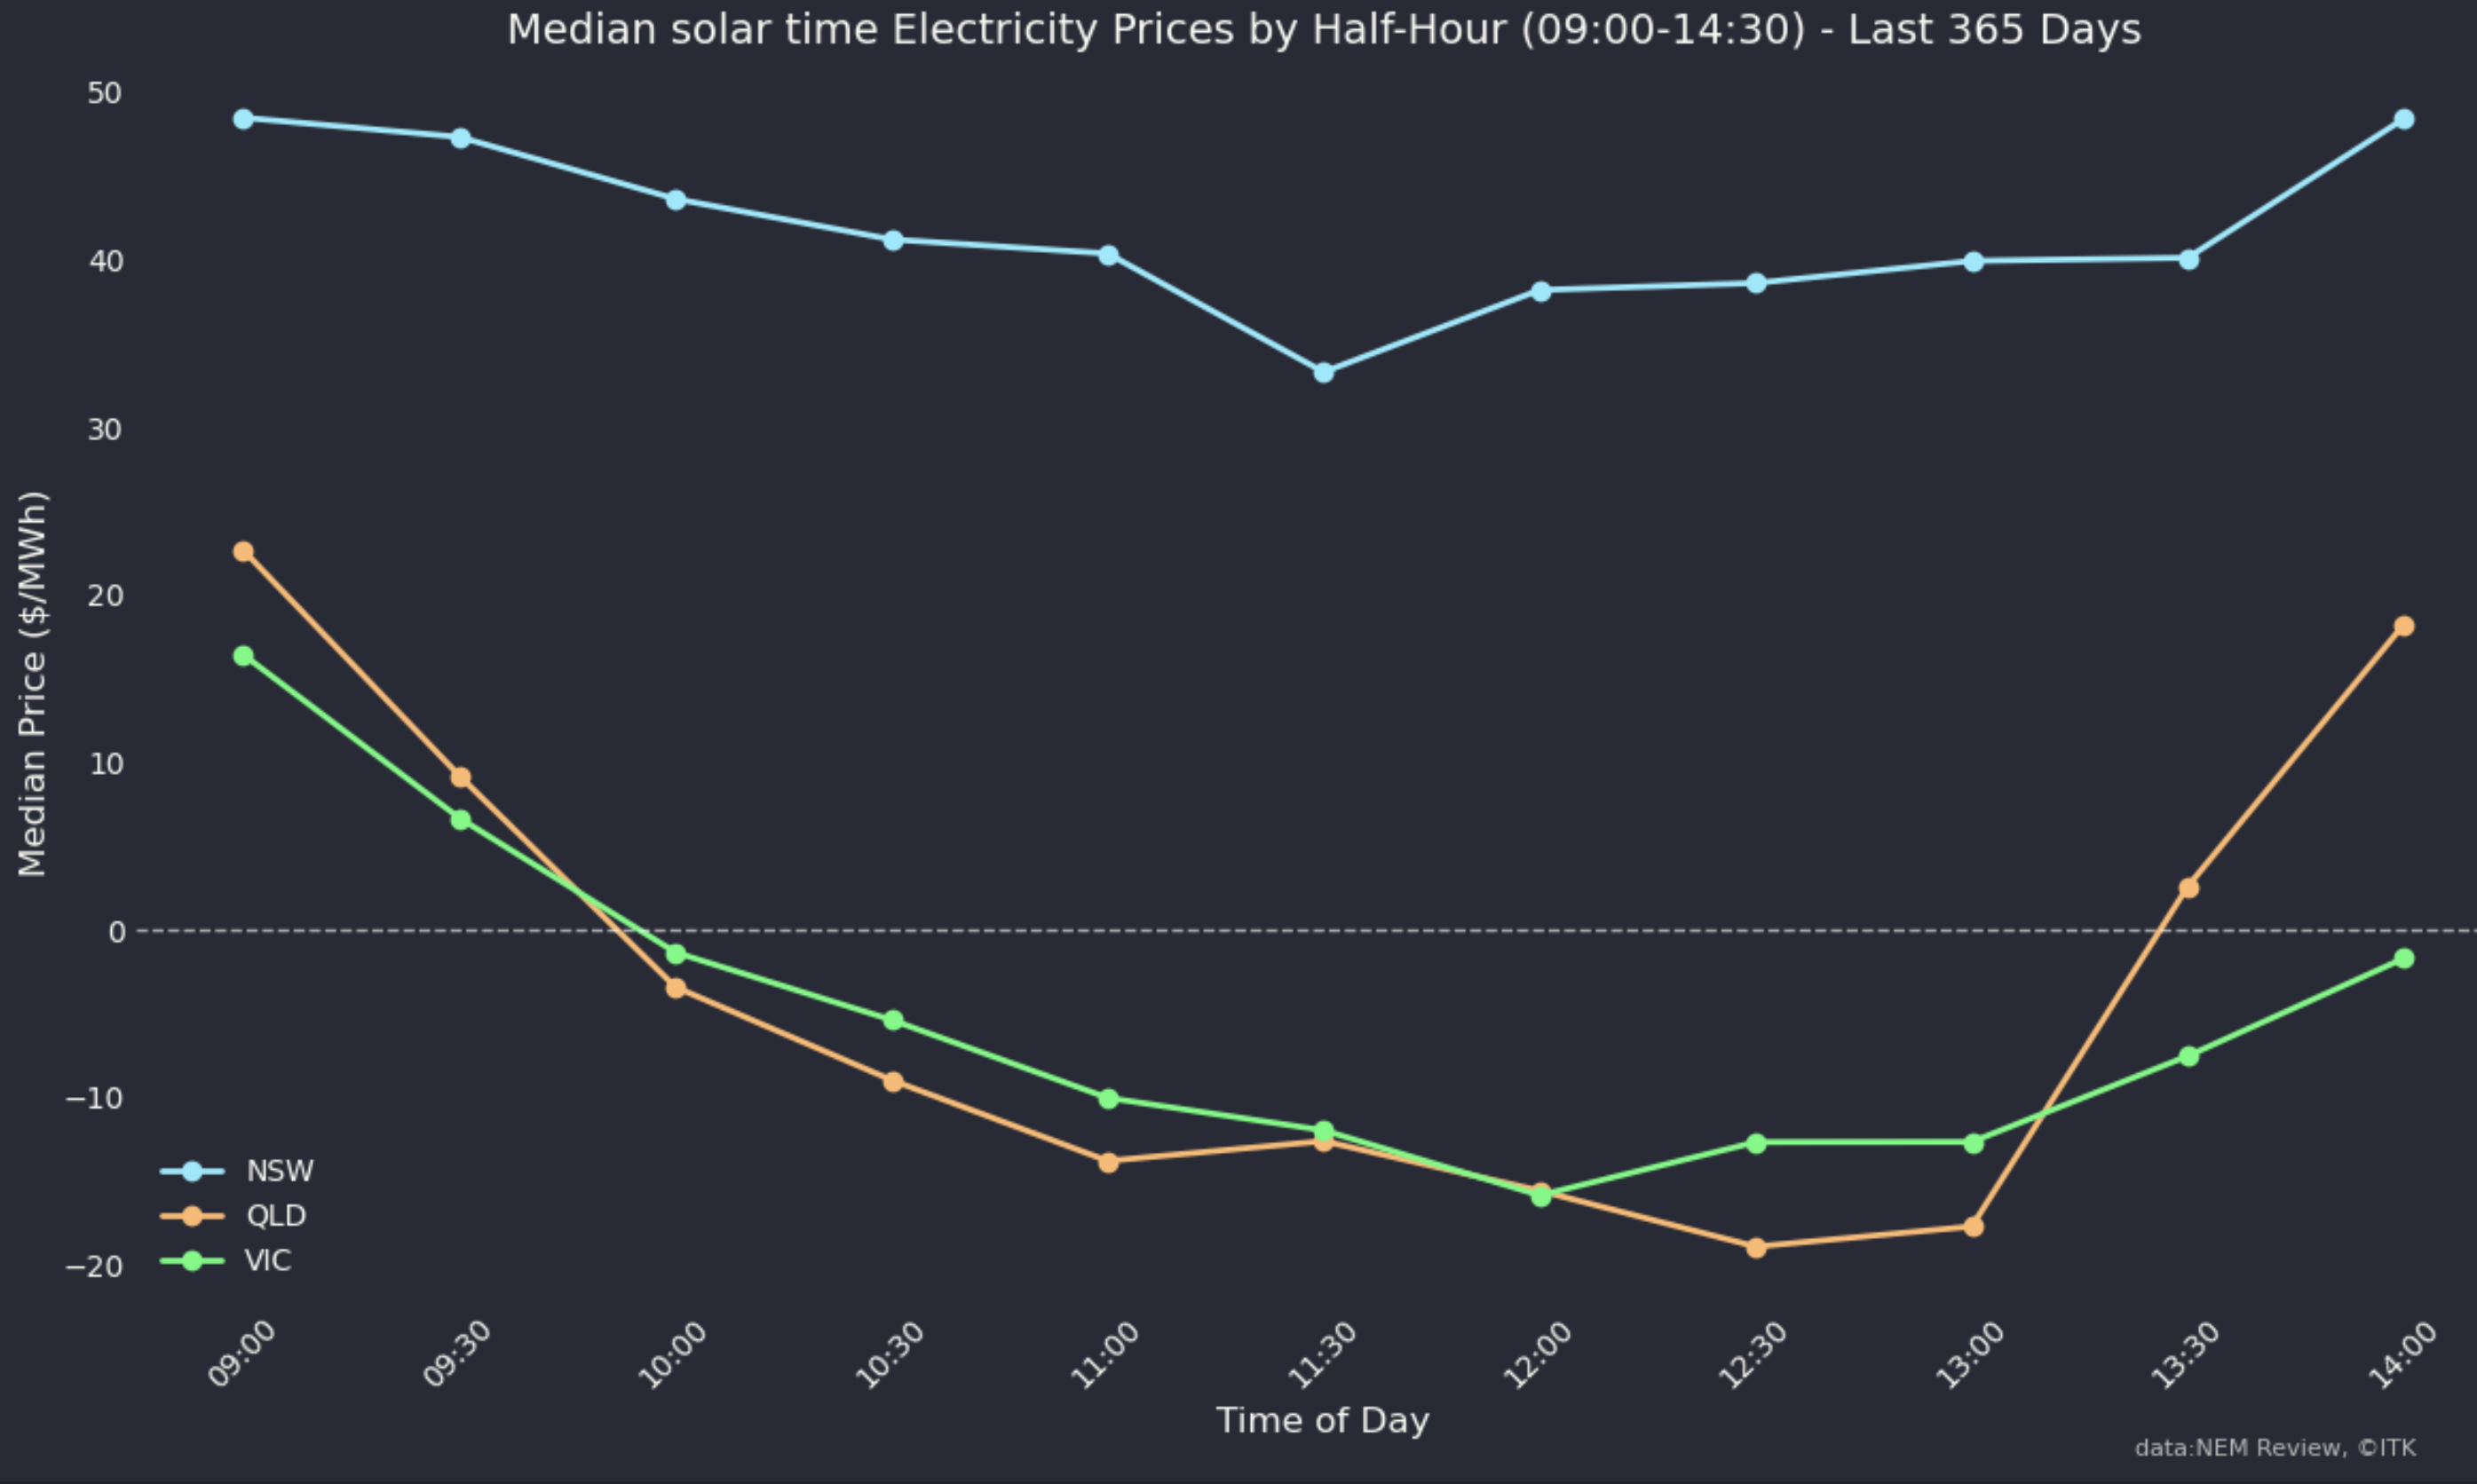 Median solar time Electricity Prices by Half-Hour (09:00-14:30) - Last 365 Days
50
40
30
20
10
0
−10
−20
Median Price ($/MWh)
NSW
QLD
VIC
09:00 09:30 10:00 10:30 11:00 11:30 12:00 12:30 13:00 13:30 14:00
Time of Day
data:NEM Review, ©ITK